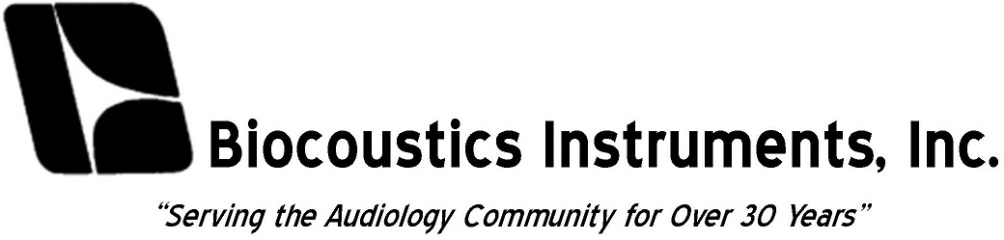 Biocoustics Instruments, Inc.
“Serving the Audiology Community for Over 30 Years”